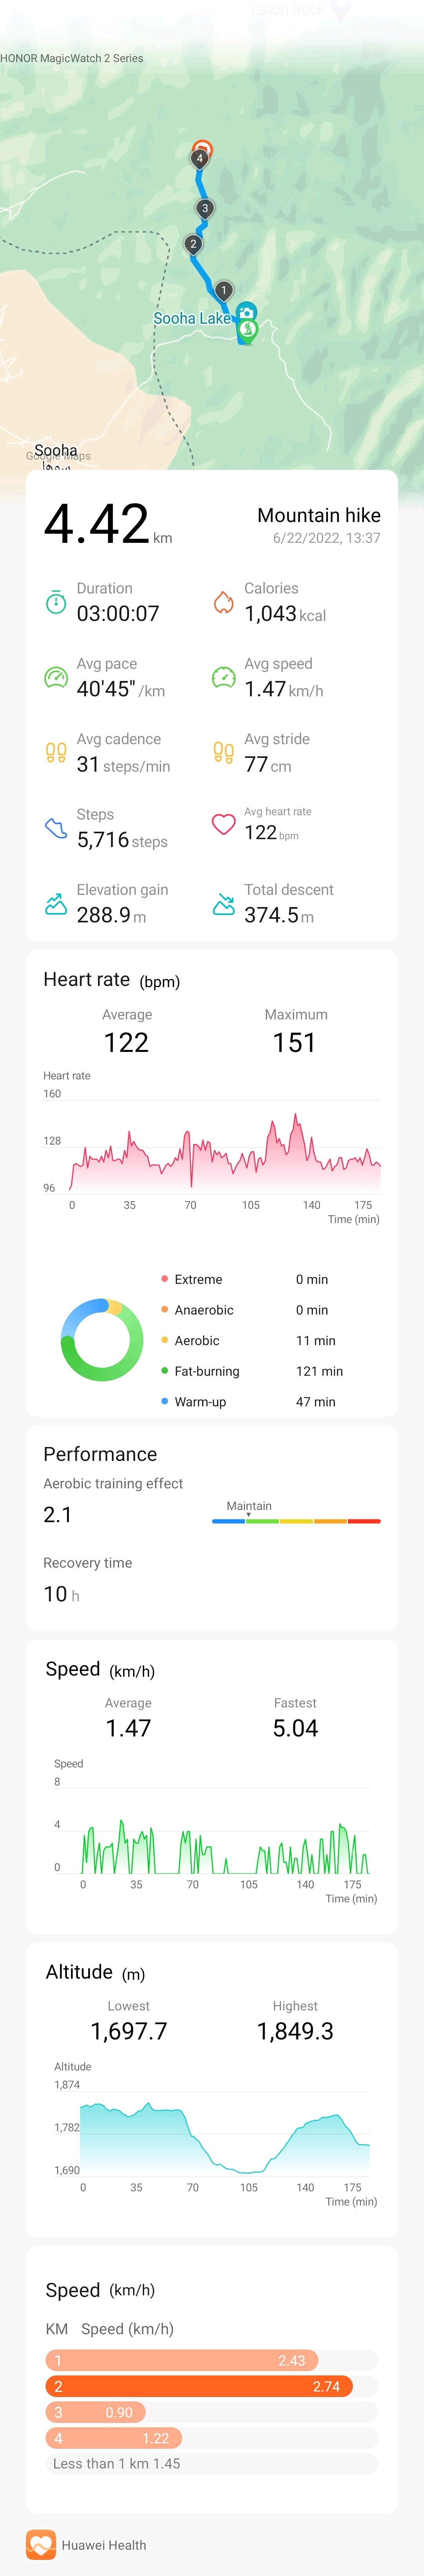 Laton Rock
HONOR MagicWatch 2 Series
4
3
2
1
Sooha Lake
Sooha
Google Maps
4.42 km
Mountain hike
6/22/2022, 13:37
Duration
03:00:07
Calories
1,043 kcal
Avg pace
40'45" /km
Avg speed
1.47 km/h
Avg cadence
31 steps/min
Avg stride
77 cm
Steps
5,716 steps
Avg heart rate
122 bpm
Elevation gain
288.9 m
Total descent
374.5 m
Heart rate (bpm)
Average
122
Maximum
151
Heart rate
160
128
96
0 35 70 105 140 175
Time (min)
Extreme 0 min
Anaerobic 0 min
Aerobic 11 min
Fat-burning 121 min
Warm-up 47 min
Performance
Aerobic training effect
2.1
Maintain
Recovery time
10 h
Speed (km/h)
Average
1.47
Fastest
5.04
Speed
8
4
0
0 35 70 105 140 175
Time (min)
Altitude (m)
Lowest
1,697.7
Highest
1,849.3
Altitude
1,874
1,782
1,690
0 35 70 105 140 175
Time (min)
Speed (km/h)
KM Speed (km/h)
1 2.43
2 2.74
3 0.90
4 1.22
Less than 1 km 1.45
Huawei Health